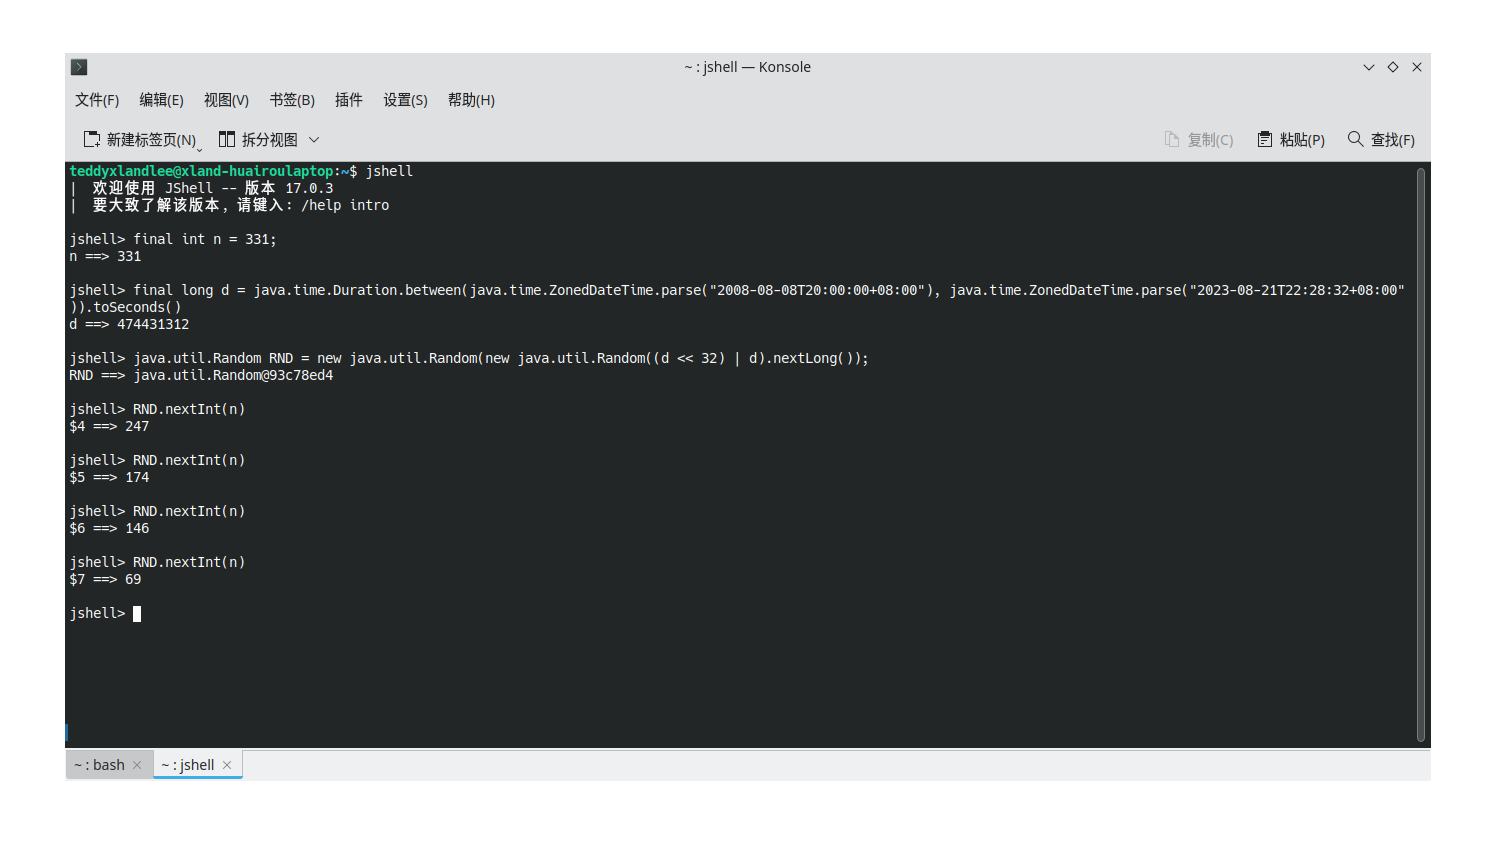 ~ : jshell — Konsole
文件(F) 编辑(E) 视图(V) 书签(B) 插件 设置(S) 帮助(H)
新建标签页(N) 拆分视图 复制(C) 粘贴(P) 查找(F)
teddyxlandlee@xland-huairoulaptop:~$ jshell
|  欢迎使用 JShell -- 版本 17.0.3
|  要大致了解该版本, 请键入: /help intro
jshell> final int n = 331;
n ==> 331
jshell> final long d = java.time.Duration.between(java.time.ZonedDateTime.parse("2008-08-08T20:00:00+08:00"), java.time.ZonedDateTime.parse("2023-08-21T22:28:32+08:00"
)).toSeconds()
d ==> 474431312
jshell> java.util.Random RND = new java.util.Random(new java.util.Random((d << 32) | d).nextLong());
RND ==> java.util.Random@93c78ed4
jshell> RND.nextInt(n)
$4 ==> 247
jshell> RND.nextInt(n)
$5 ==> 174
jshell> RND.nextInt(n)
$6 ==> 146
jshell> RND.nextInt(n)
$7 ==> 69
jshell>
~ : bash ~ : jshell